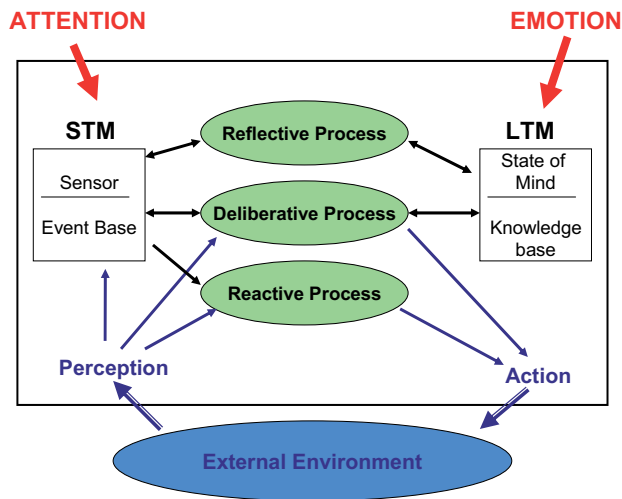 ATTENTION
EMOTION
STM
Reflective Process
LTM
Sensor
Event Base
Deliberative Process
State of
Mind
Knowledge
base
Reactive Process
Perception
Action
External Environment